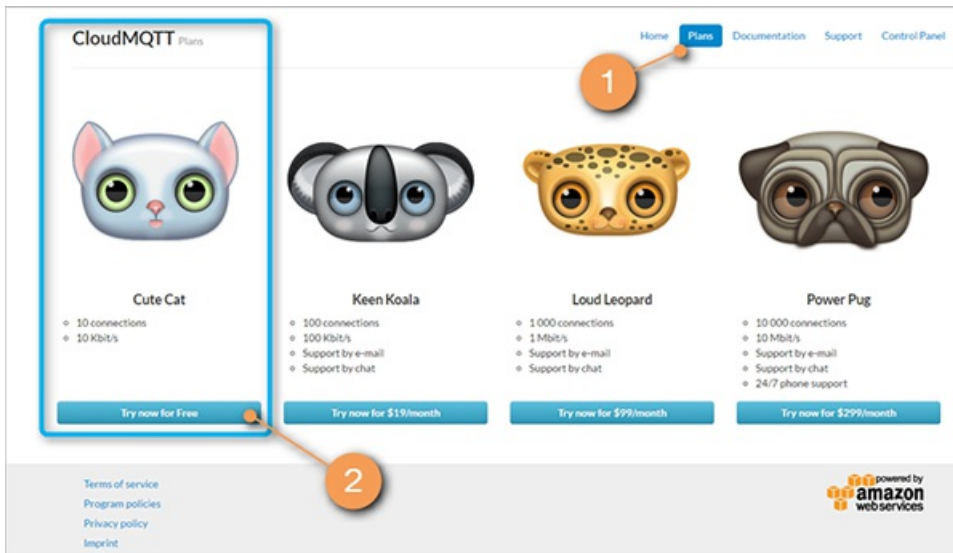 CloudMQTT Plans
Home Plans Documentation Support Control Panel
1
Cute Cat
10 connections
10 Kbit/s
Try now for Free
Keen Koala
100 connections
100 Kbit/s
Support by e-mail
Support by chat
Try now for $19/month
Loud Leopard
1 000 connections
1 Mbit/s
Support by e-mail
Support by chat
Try now for $99/month
Power Pug
10 000 connections
10 Mbit/s
Support by e-mail
Support by chat
24/7 phone support
Try now for $299/month
2
Terms of service
Program policies
Privacy policy
Imprint
powered by
amazon
web services